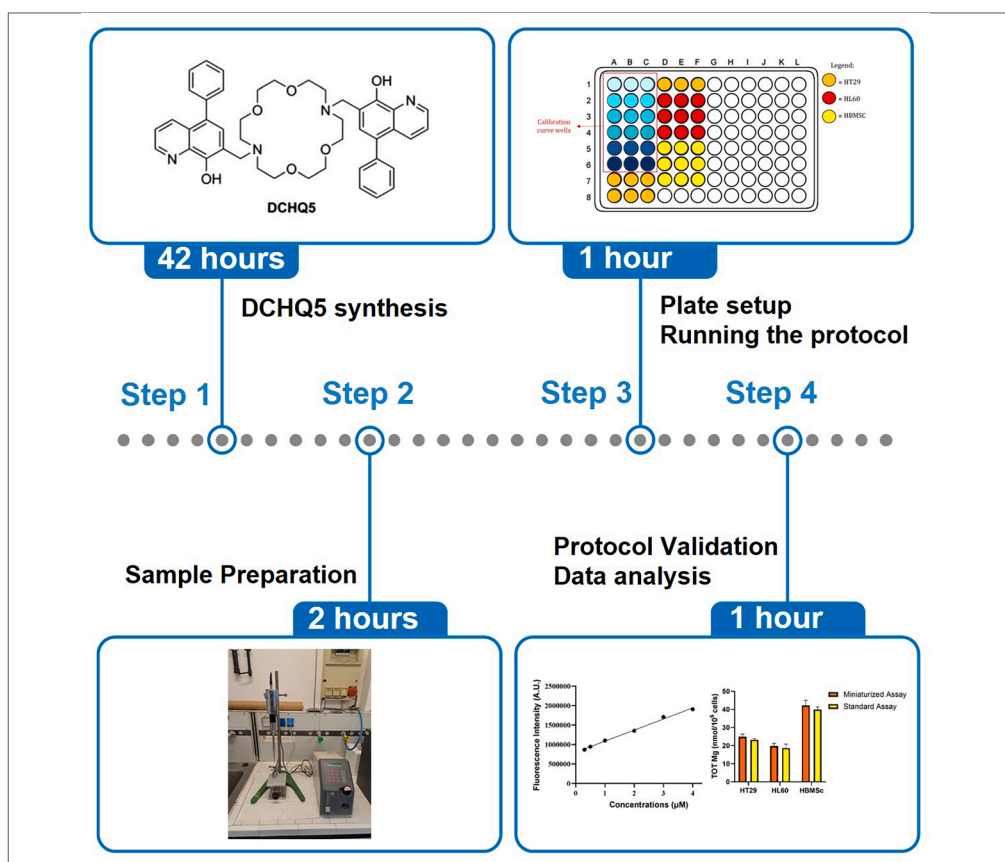 OH
N
O
O
N
N
O
O
N
OH
DCHQ5
42 hours
DCHQ5 synthesis
A B C D E F G H I J K L
1
2
3
4
5
6
7
8
Calibration
curve wells
Legend:
= HT29
= HL60
= HBMSC
1 hour
Plate setup
Running the protocol
Step 1
Step 2
Step 3
Step 4
Sample Preparation
2 hours
Protocol Validation
Data analysis
1 hour
Fluorescence Intensity (A.U.)
2500000
2000000
1500000
1000000
500000
0
0 1 2 3 4
Concentrations (μM)
TOT Mg (nmol/10⁶ cells)
50
40
30
20
10
0
HT29 HL60 HBMSc
Miniaturized Assay
Standard Assay